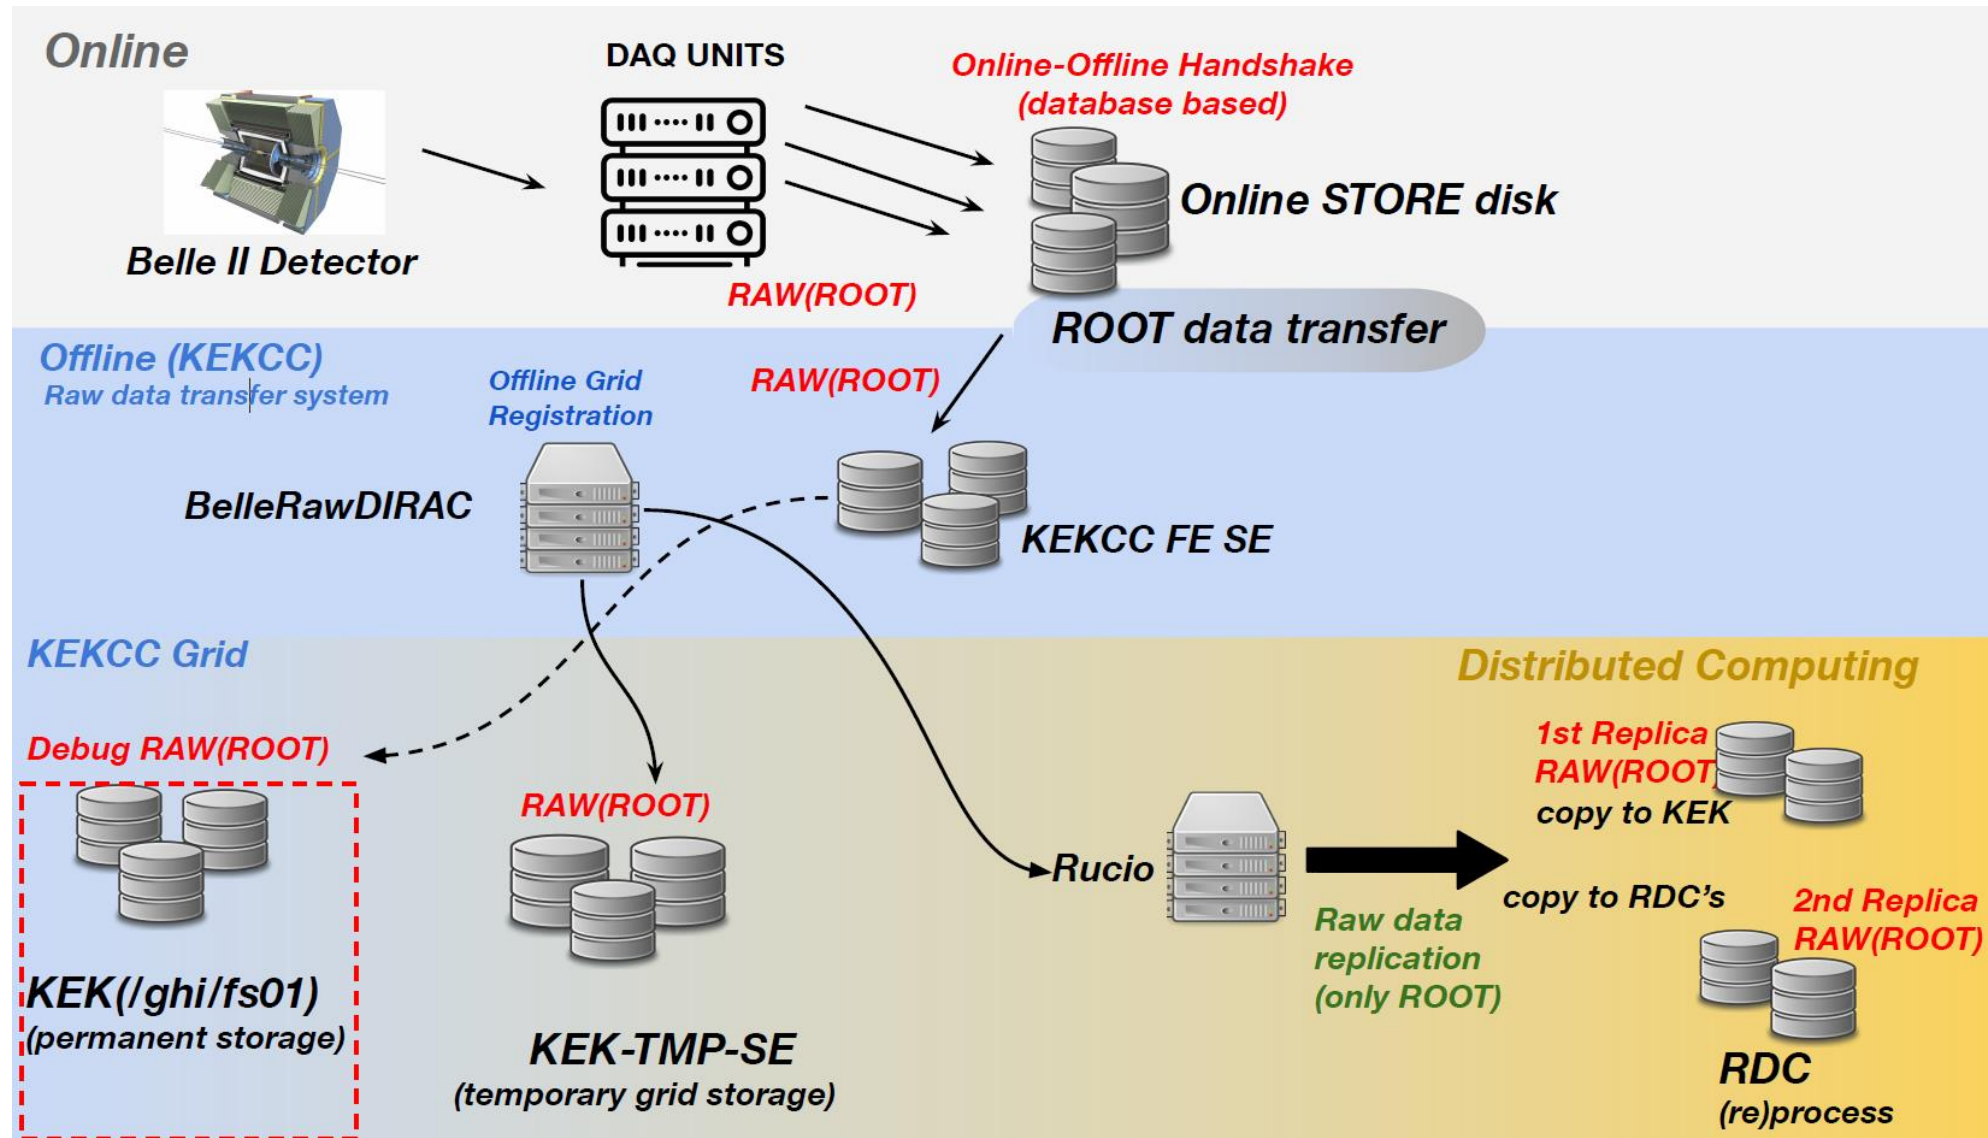 Online
DAQ UNITS
Online-Offline Handshake
(database based)
Online STORE disk
Belle II Detector
RAW(ROOT)
ROOT data transfer
Offline (KEKCC)
Raw data transfer system
Offline Grid
Registration
RAW(ROOT)
BelleRawDIRAC
KEKCC FE SE
KEKCC Grid
Distributed Computing
Debug RAW(ROOT)
KEK(/ghi/fs01)
(permanent storage)
RAW(ROOT)
KEK-TMP-SE
(temporary grid storage)
Rucio
Raw data
replication
(only ROOT)
1st Replica
RAW(ROOT
copy to KEK
copy to RDC's
2nd Replica
RAW(ROOT)
RDC
(re)process